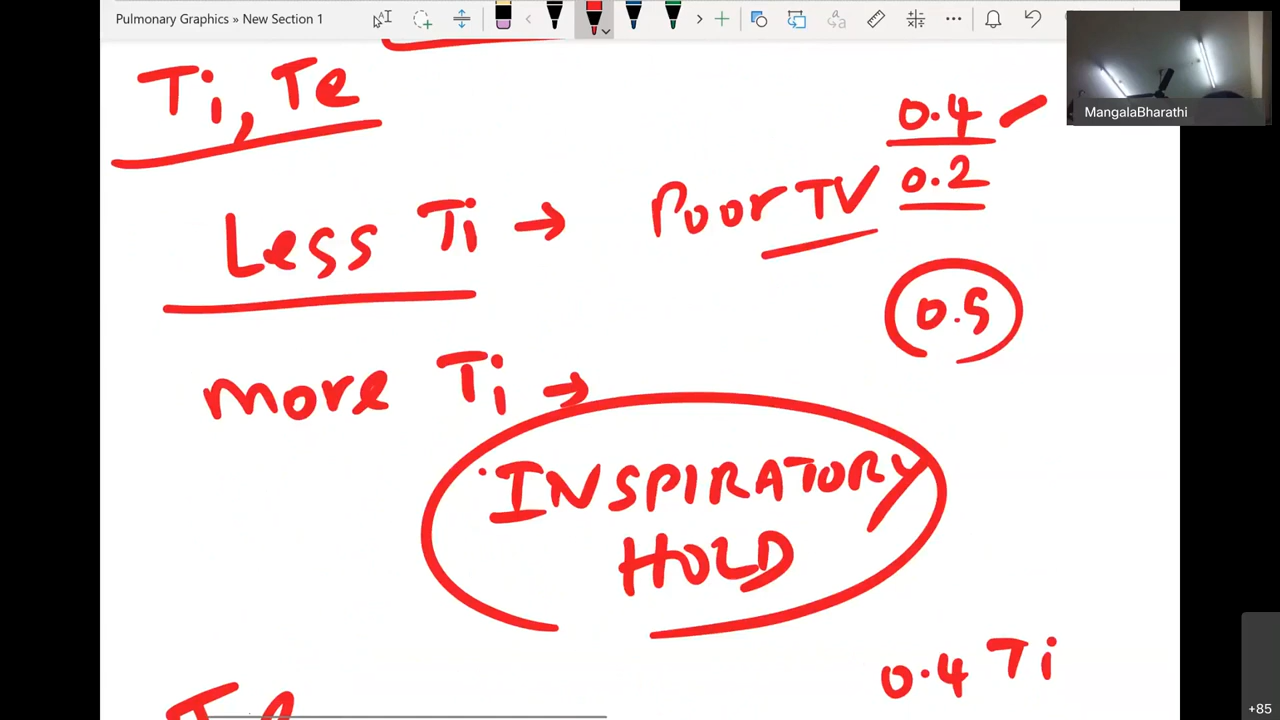 Pulmonary Graphics » New Section 1
MangalaBharathi
Ti, Te
0.4
Less Ti → Poor TV 0.2
0.5
more Ti →
INSPIRATORY
HOLD
0.4 Ti
Te
+85